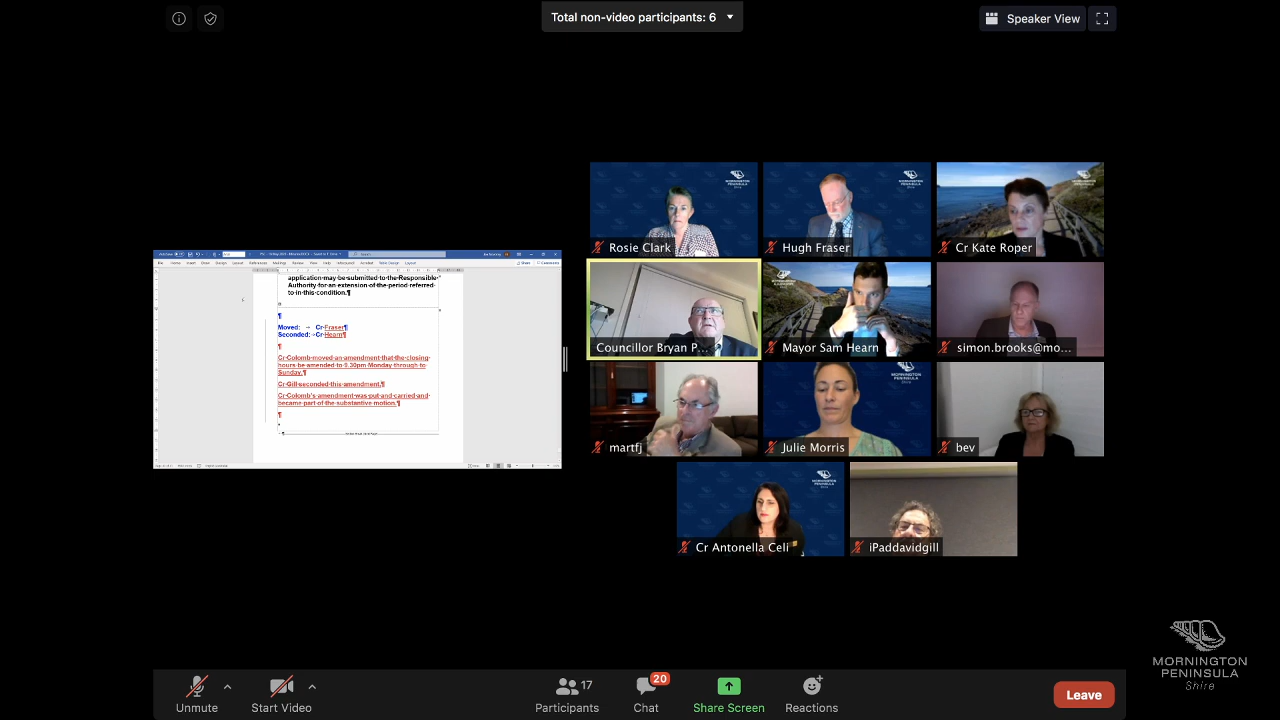 Total non-video participants: 6
Speaker View
application may be submitted to the Responsible
Authority for an extension of the period referred
to in this condition.¶
Moved: → Cr Fraser¶
Seconded: Cr Hearn¶
Cr Colomb moved an amendment that the closing
hours be amended to 9.30pm Monday through to
Sunday.¶
Cr Gill seconded this amendment.¶
Cr Colomb's amendment was put and carried and
became part of the substantive motion.¶
MORNINGTON
PENINSULA
Shire
Rosie Clark
Hugh Fraser
Cr Kate Roper
Councillor Bryan P...
Mayor Sam Hearn
simon.brooks@mo...
martfj
Julie Morris
bev
Cr Antonella Celi
iPaddavidgill
MORNINGTON
PENINSULA
Shire
Unmute
Start Video
17
Participants
20
Chat
Share Screen
Reactions
Leave